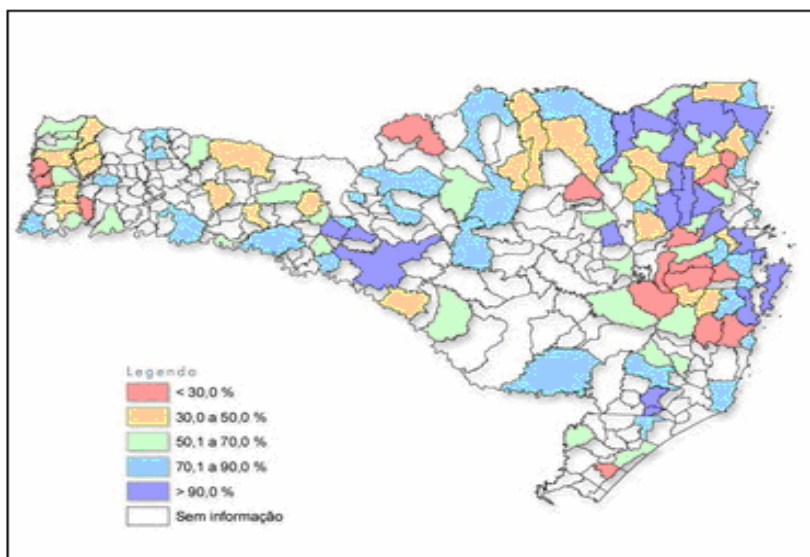 Legenda
< 30,0 %
30,0 a 50,0 %
50,1 a 70,0 %
70,1 a 90,0 %
> 90,0 %
Sem informação